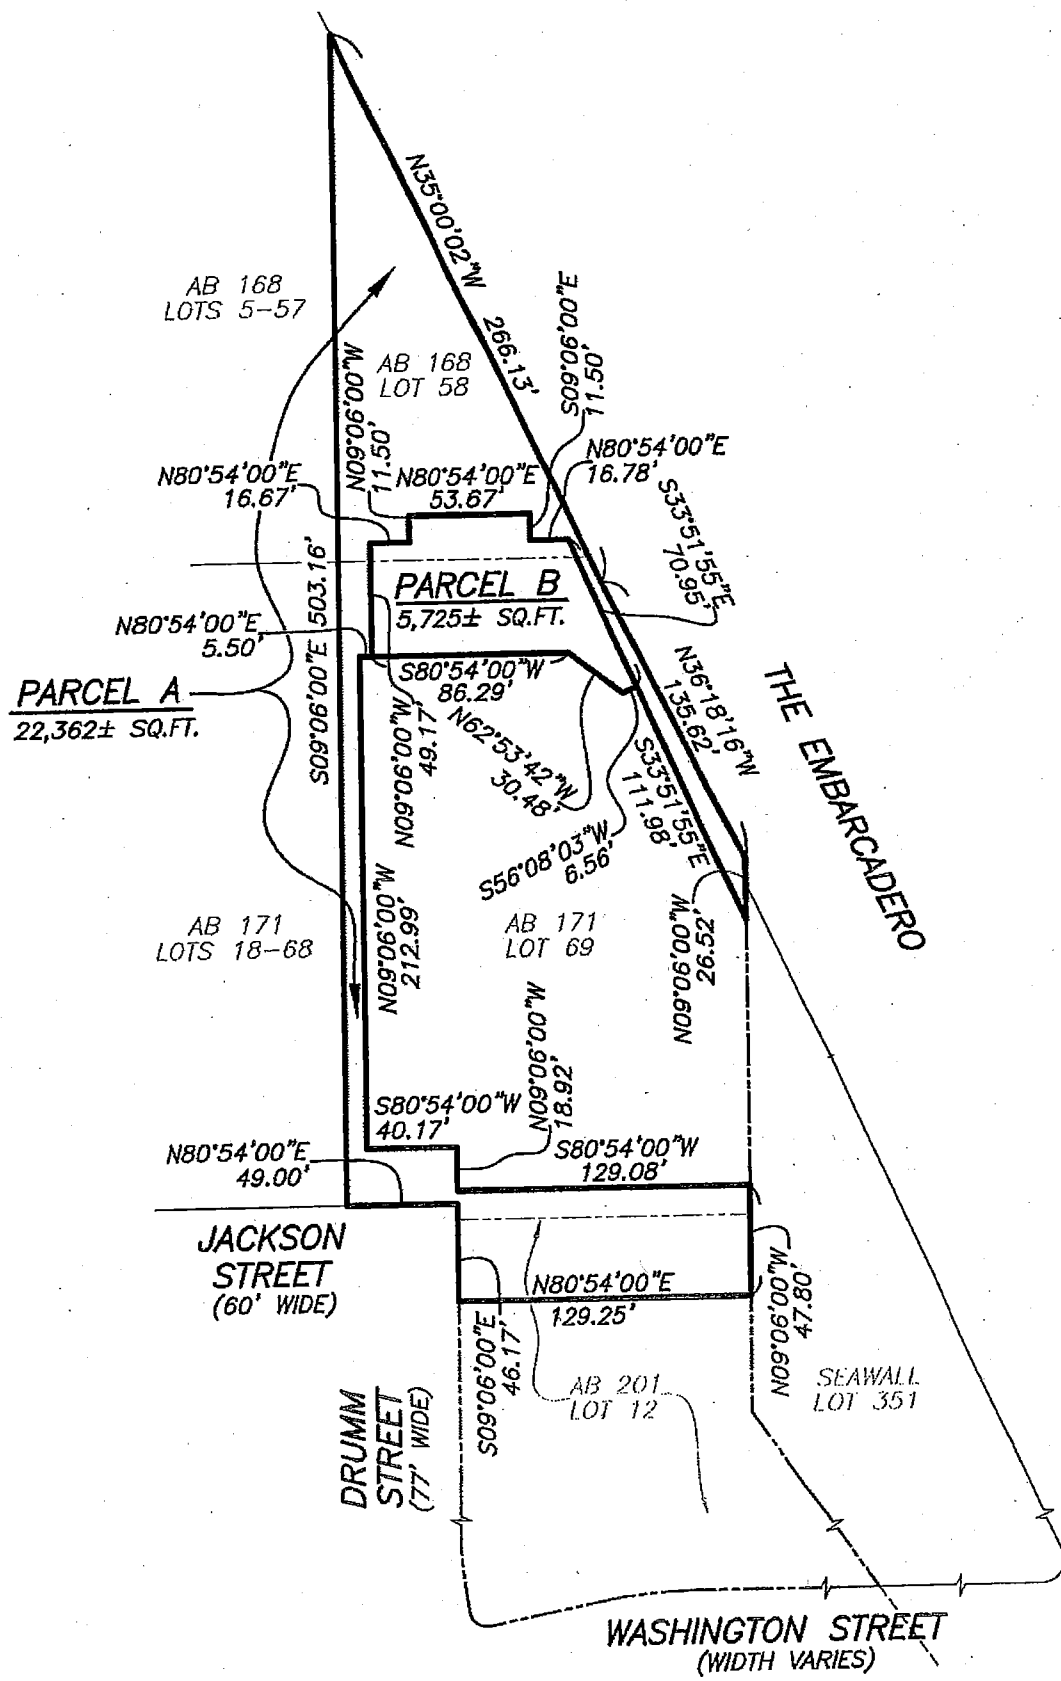 N35°00'02"W
266.13'
AB 168
LOTS 5-57
AB 168
LOT 58
S09°06'00"E
11.50'
N09°06'00"W
11.50'
N80°54'00"E
16.67'
N80°54'00"E
53.67'
N80°54'00"E
16.78'
S33°51'55"E
70.95'
S09°06'00"E 503.16'
PARCEL B
5,725± SQ.FT.
N80°54'00"E
5.50'
S80°54'00"W
86.29'
PARCEL A
22,362± SQ.FT.
N09°06'00"W
49.17'
N62°53'42"W
30.48'
N36°18'16"W
135.62'
THE EMBARCADERO
S33°51'55"E
111.98'
S56°08'03"W
6.56'
N09°06'00"W
212.99'
AB 171
LOTS 18-68
AB 171
LOT 69
N09°06'00"W
26.52'
N09°06'00"W
18.92'
S80°54'00"W
40.17'
S80°54'00"W
129.08'
N80°54'00"E
49.00'
JACKSON
STREET
(60' WIDE)
N80°54'00"E
129.25'
N09°06'00"W
47.80'
S09°06'00"E
46.17'
AB 201
LOT 12
SEAWALL
LOT 351
DRUMM
STREET
(77' WIDE)
WASHINGTON STREET
(WIDTH VARIES)